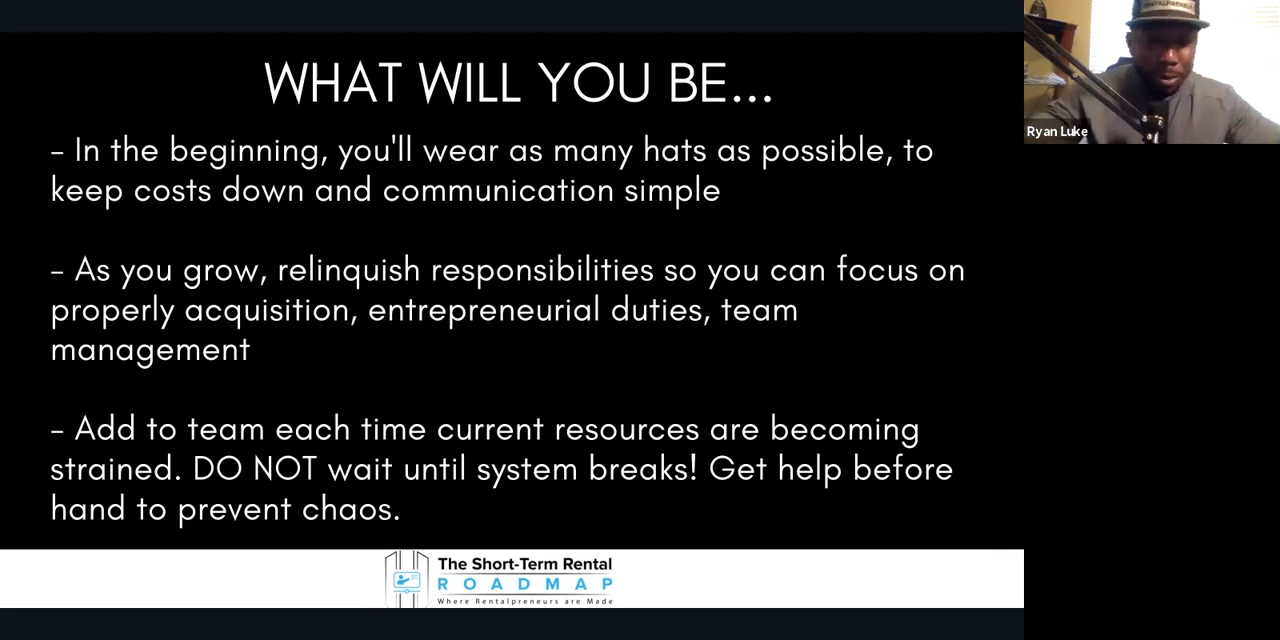 WHAT WILL YOU BE...
- In the beginning, you'll wear as many hats as possible, to
keep costs down and communication simple
- As you grow, relinquish responsibilities so you can focus on
properly acquisition, entrepreneurial duties, team
management
- Add to team each time current resources are becoming
strained. DO NOT wait until system breaks! Get help before
hand to prevent chaos.
The Short-Term Rental
ROADMAP
Where Rentalpreneurs are Made
RENTALPRENEUR
Ryan Luke